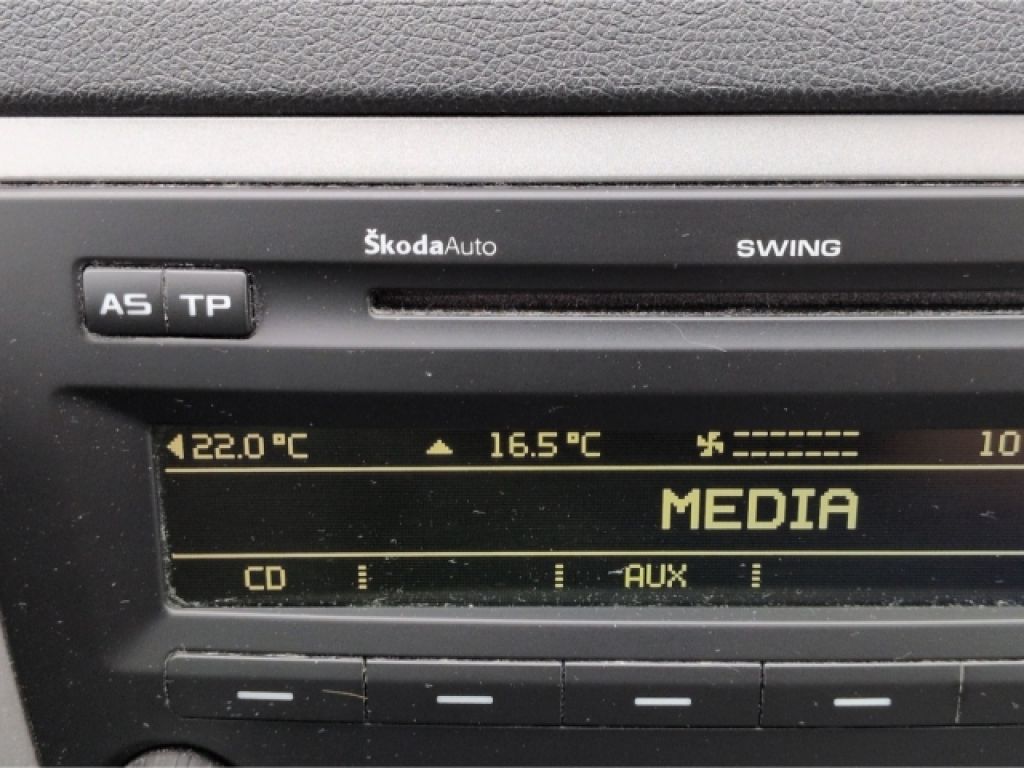 ŠkodaAuto SWING
AS TP
22.0 °C 16.5 °C 10
MEDIA
CD AUX